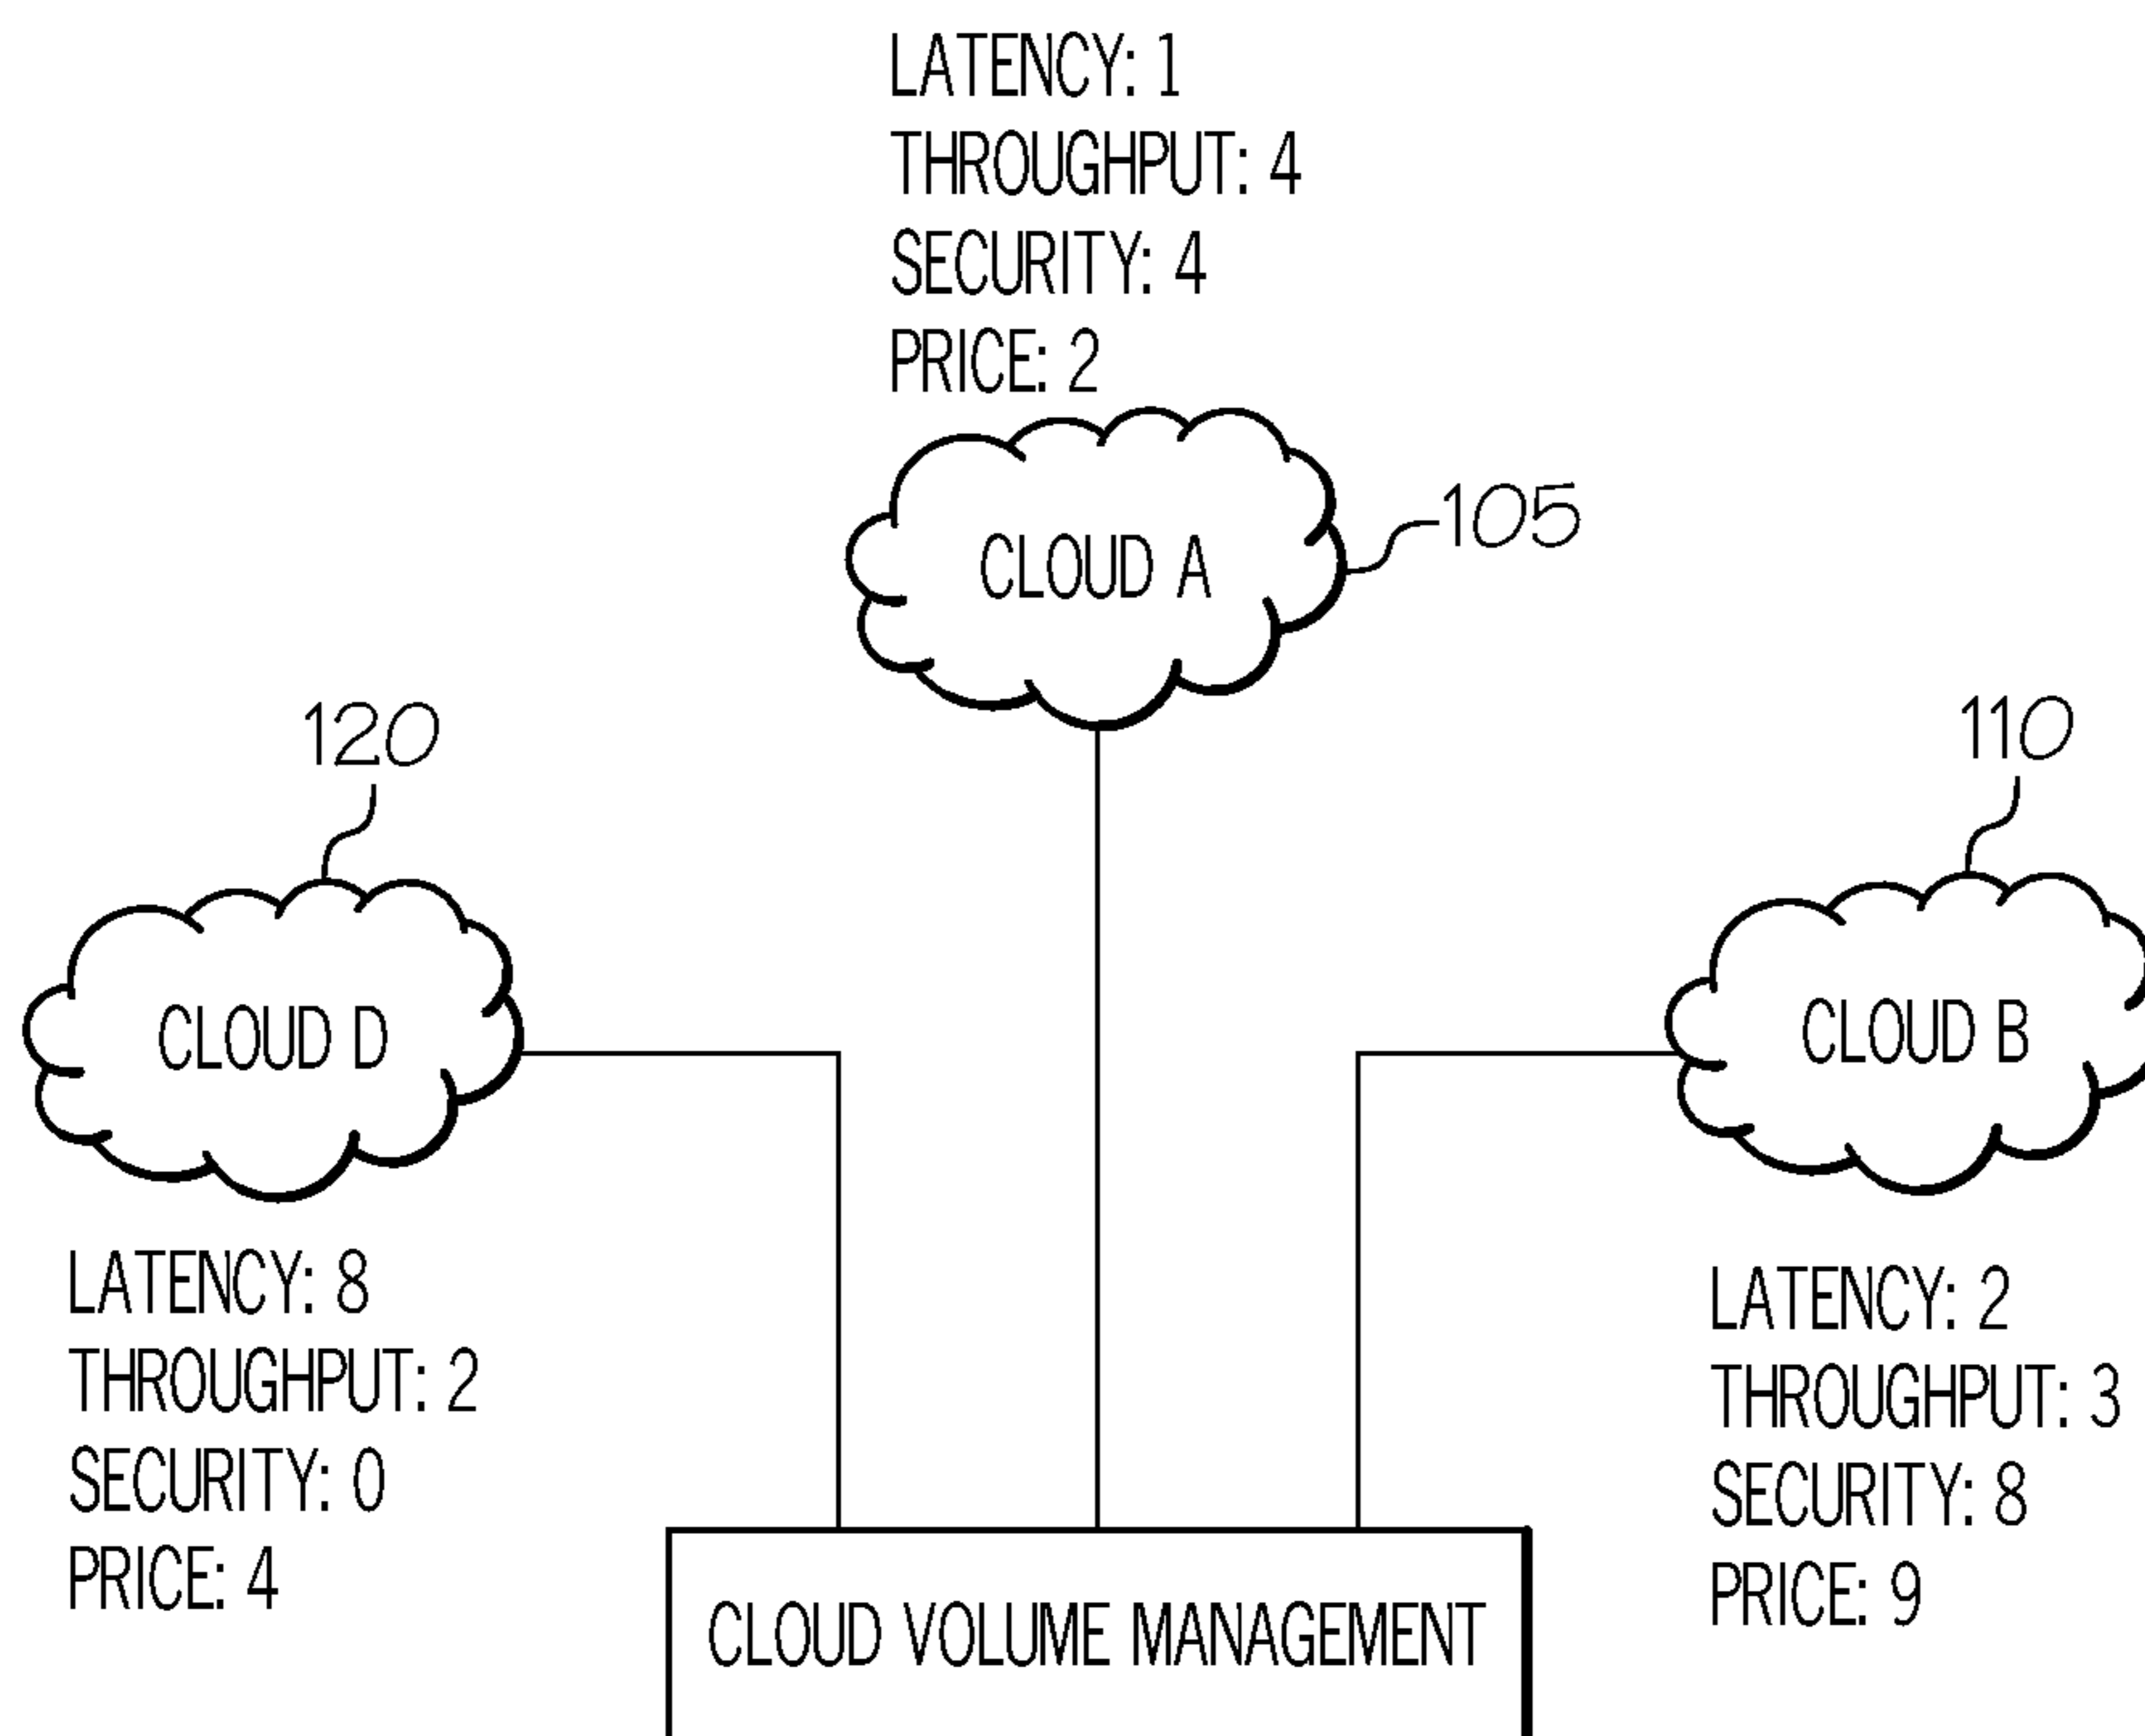 LATENCY: 1
THROUGHPUT: 4
SECURITY: 4
PRICE: 2
CLOUD A
105
120
110
CLOUD D
CLOUD B
LATENCY: 8
THROUGHPUT: 2
SECURITY: 0
PRICE: 4
LATENCY: 2
THROUGHPUT: 3
SECURITY: 8
PRICE: 9
CLOUD VOLUME MANAGEMENT